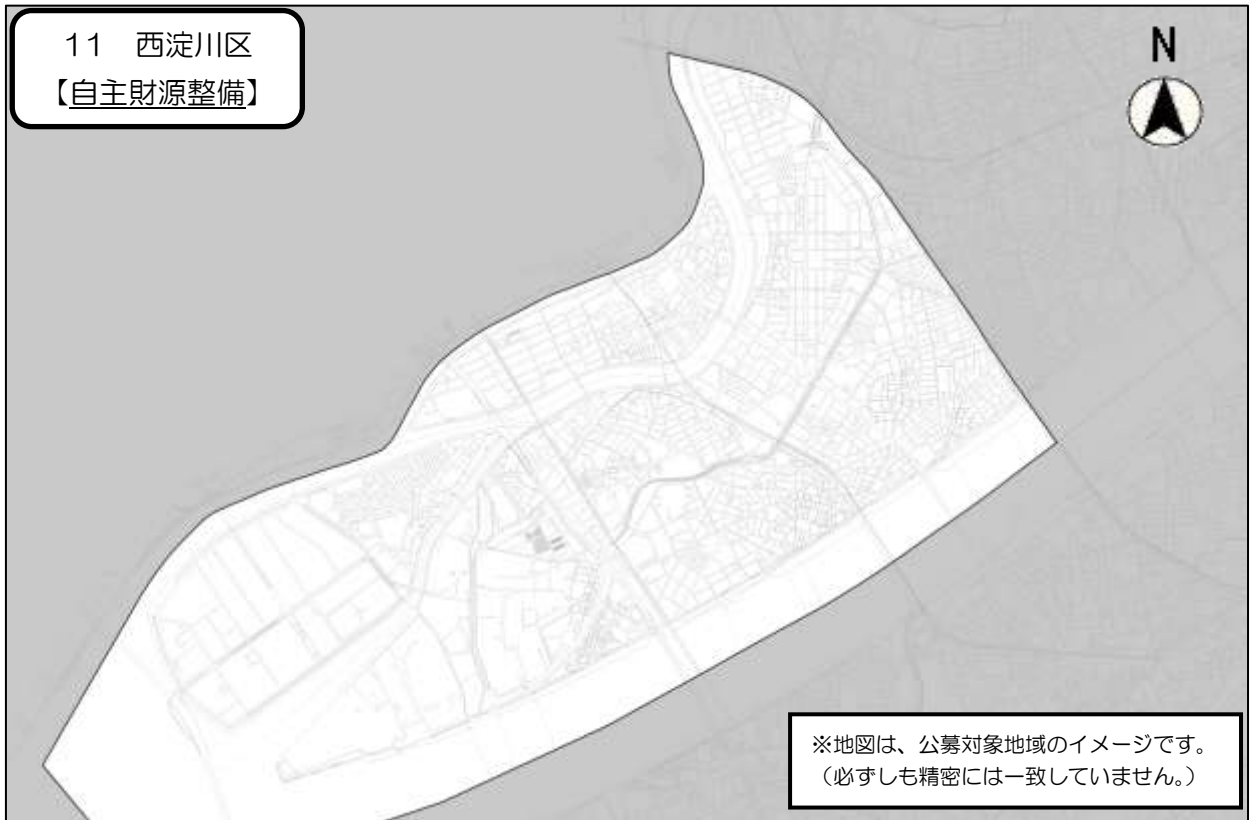 11　西淀川区
【自主財源整備】
N
※地図は、公募対象地域のイメージです。
（必ずしも精密には一致していません。）